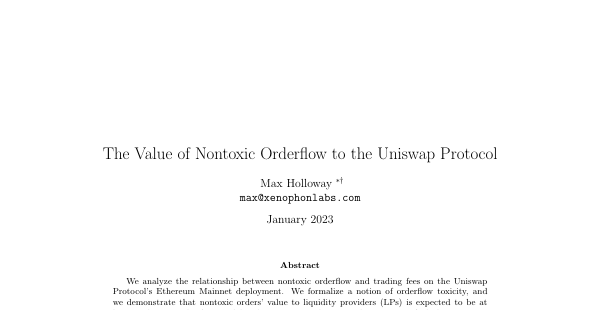 The Value of Nontoxic Orderflow to the Uniswap Protocol
Max Holloway *†
max@xenophonlabs.com
January 2023
Abstract
We analyze the relationship between nontoxic orderflow and trading fees on the Uniswap
Protocol's Ethereum Mainnet deployment. We formalize a notion of orderflow toxicity, and
we demonstrate that nontoxic orders' value to liquidity providers (LPs) is expected to be at